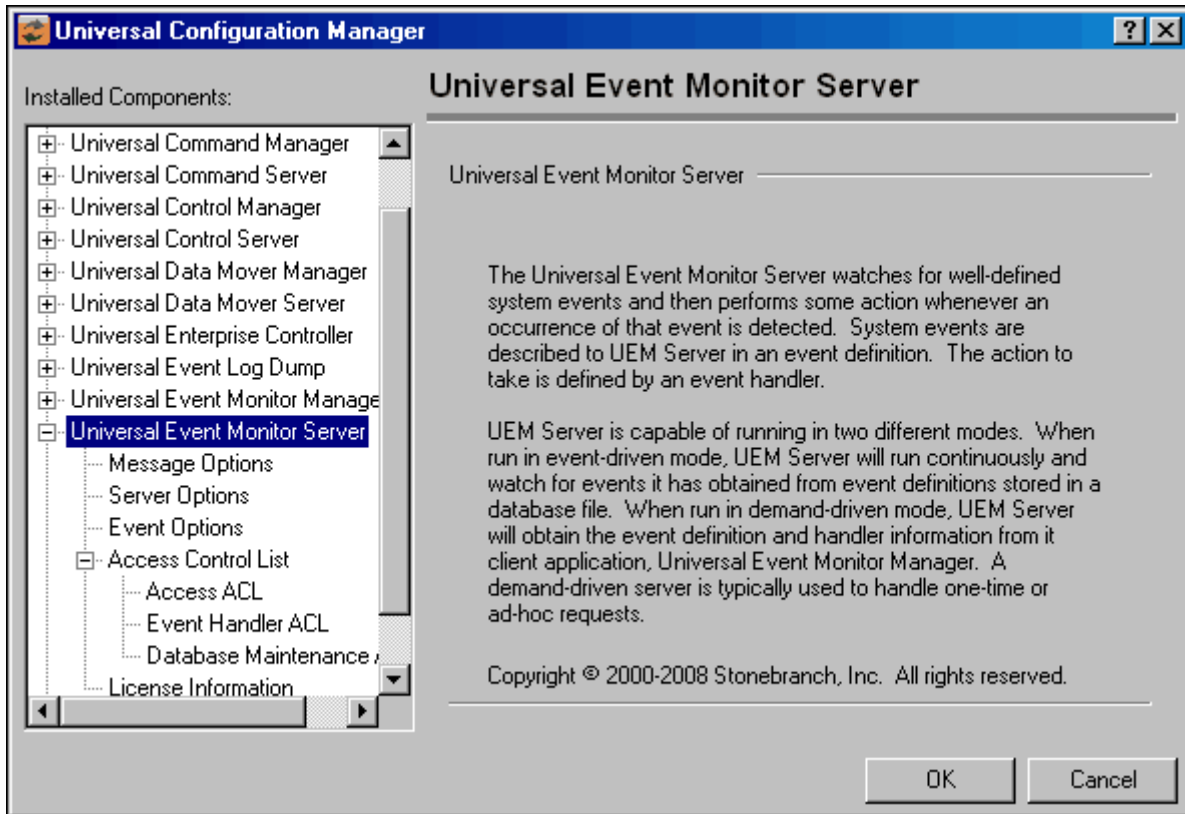 Universal Configuration Manager
Installed Components:
Universal Command Manager
Universal Command Server
Universal Control Manager
Universal Control Server
Universal Data Mover Manager
Universal Data Mover Server
Universal Enterprise Controller
Universal Event Log Dump
Universal Event Monitor Manage
Universal Event Monitor Server
Message Options
Server Options
Event Options
Access Control List
Access ACL
Event Handler ACL
Database Maintenance A
License Information
Universal Event Monitor Server
Universal Event Monitor Server
The Universal Event Monitor Server watches for well-defined
system events and then performs some action whenever an
occurrence of that event is detected. System events are
described to UEM Server in an event definition. The action to
take is defined by an event handler.
UEM Server is capable of running in two different modes. When
run in event-driven mode, UEM Server will run continuously and
watch for events it has obtained from event definitions stored in a
database file. When run in demand-driven mode, UEM Server
will obtain the event definition and handler information from it
client application, Universal Event Monitor Manager. A
demand-driven server is typically used to handle one-time or
ad-hoc requests.
Copyright © 2000-2008 Stonebranch, Inc. All rights reserved.
OK
Cancel